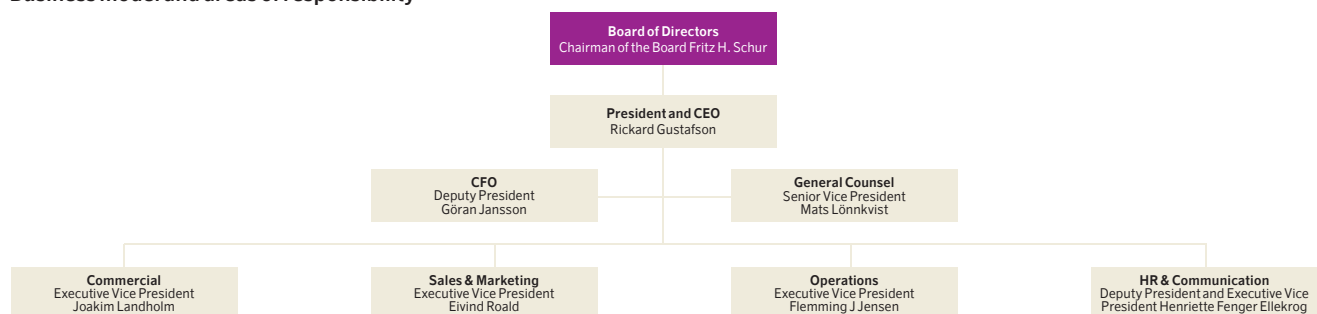 Business model and areas of responsibility
Board of Directors
Chairman of the Board Fritz H. Schur
President and CEO
Rickard Gustafson
CFO
Deputy President
Göran Jansson
General Counsel
Senior Vice President
Mats Lönnkvist
Commercial
Executive Vice President
Joakim Landholm
Sales & Marketing
Executive Vice President
Eivind Roald
Operations
Executive Vice President
Flemming J Jensen
HR & Communication
Deputy President and Executive Vice
President Henriette Fenger Ellekrog